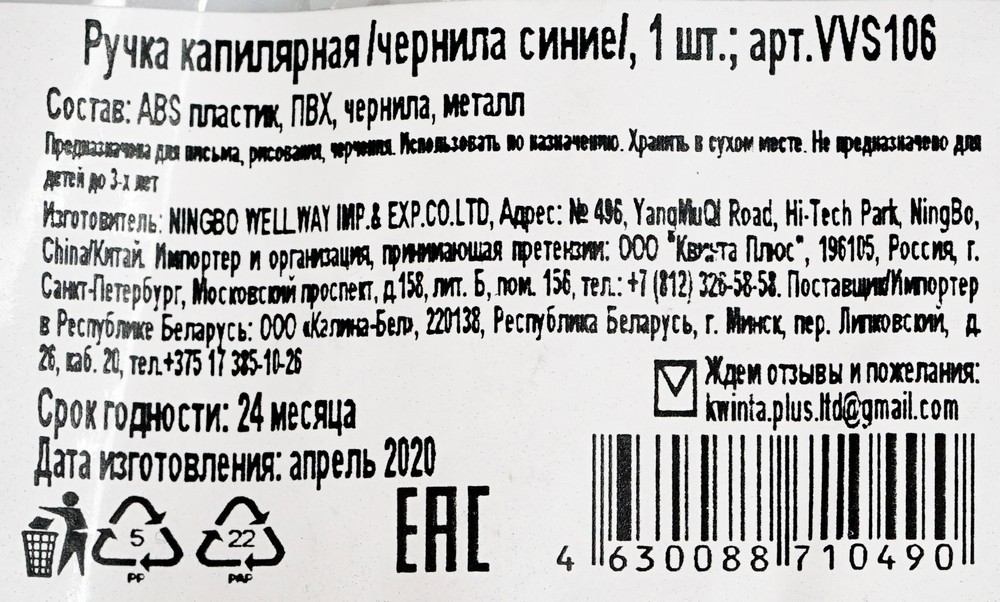 Ручка капилярная /чернила синие/, 1 шт.; арт.VVS106
Состав: ABS пластик, ПВХ, чернила, металл
Предназначена для письма, рисования, черчения. Использовать по назначению. Хранить в сухом месте. Не предназначено для
детей до 3-х лет
Изготовитель: NINGBO WELLWAY IMP.& EXP.CO.LTD, Адрес: № 496, YangMuQI Road, Hi-Tech Park, NingBo,
China/Китай. Импортер и организация, принимающая претензии: ООО "Квинта Плюс", 196105, Россия, г.
Санкт-Петербург, Московский проспект, д.158, лит. Б, пом. 156, тел.: +7 (812) 326-58-58. Поставщик/Импортер
в Республике Беларусь: ООО «Калина-Бел», 220138, Республика Беларусь, г. Минск, пер. Липковский, д.
26, каб. 20, тел.+375 17 385-10-26
Ждем отзывы и пожелания:
kwinta.plus.ltd@gmail.com
Срок годности: 24 месяца
Дата изготовления: апрель 2020
5
PP
22
PAP
EAC
4 630088 710490